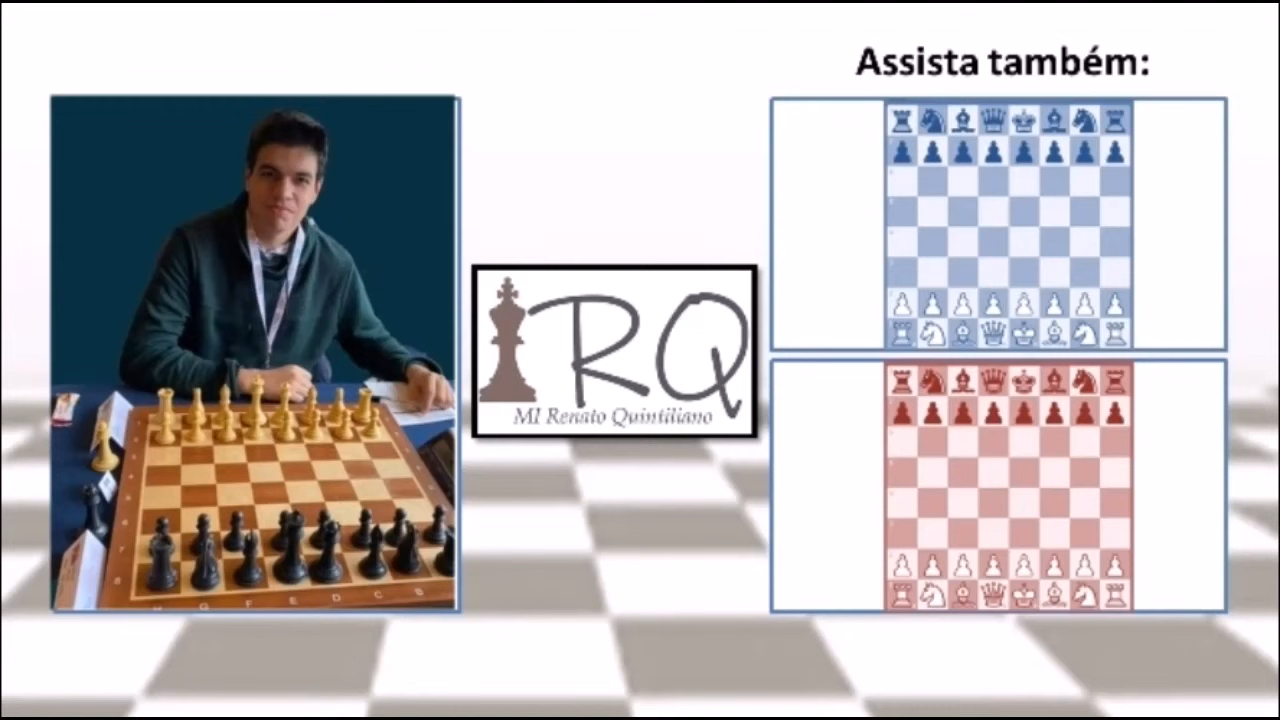 Assista também:
RQ
MI Renato Quintiliano
H G F E D C B